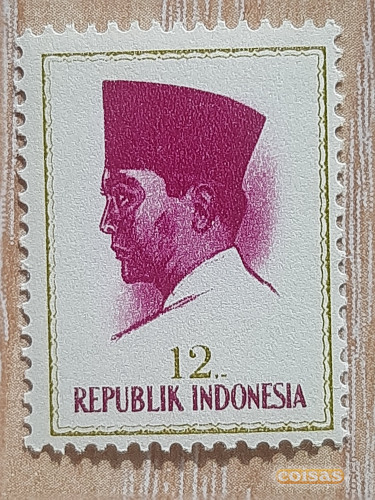 12.-
REPUBLIK INDONESIA
coisas